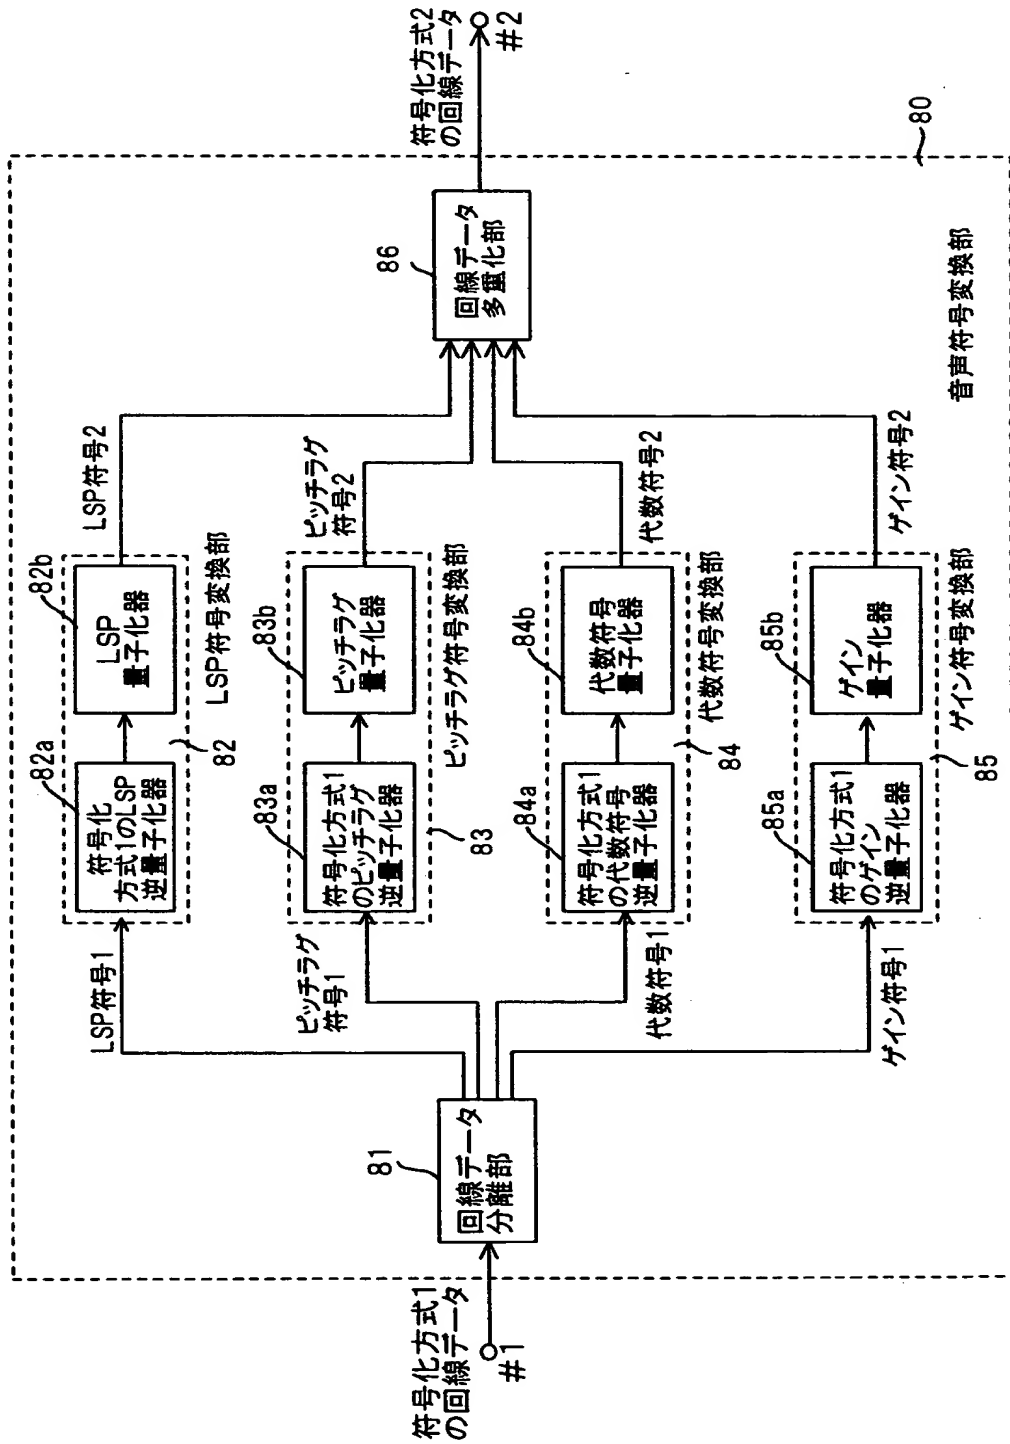 符号化方式1
の回線データ
#1
81
回線データ
分離部
LSP符号1
ピッチラグ
符号1
代数符号1
ゲイン符号1
82a
符号化
方式1のLSP
逆量子化器
82b
LSP
量子化器
82
LSP符号変換部
83a
符号化方式1
のピッチラグ
逆量子化器
83b
ピッチラグ
量子化器
83
ピッチラグ符号変換部
84a
符号化方式1
の代数符号
逆量子化器
84b
代数符号
量子化器
84
代数符号変換部
85a
符号化方式1
のゲイン
逆量子化器
85b
ゲイン
量子化器
85
ゲイン符号変換部
LSP符号2
ピッチラグ
符号2
代数符号2
ゲイン符号2
86
回線データ
多重化部
音声符号変換部
80
符号化方式2
の回線データ
#2